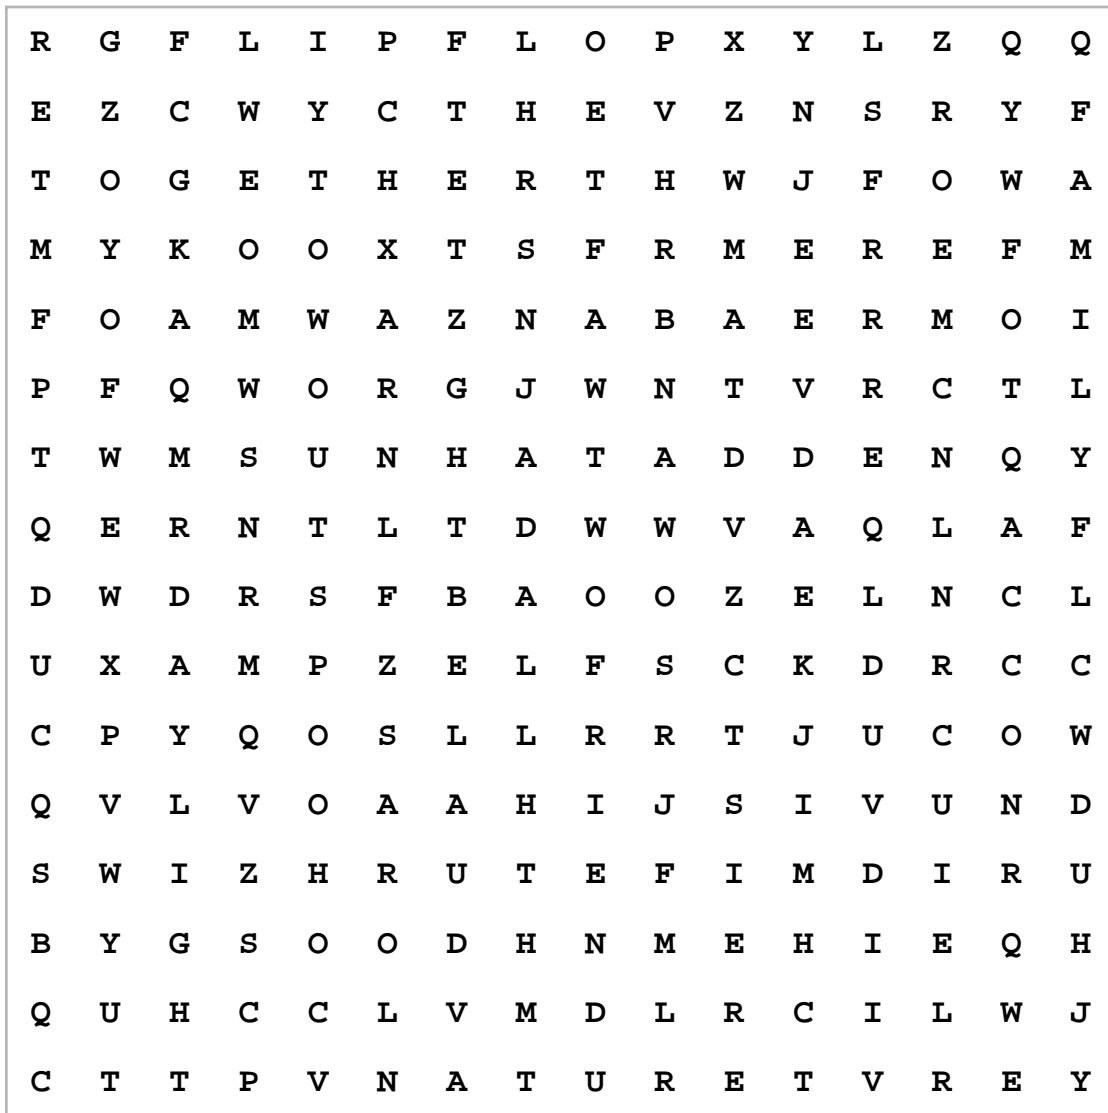 R G F L I P F L O P X Y L Z Q Q
E Z C W Y C T H E V Z N S R Y F
T O G E T H E R T H W J F O W A
M Y K O O X T S F R M E R E F M
F O A M W A Z N A B A E R M O I
P F Q W O R G J W N T V R C T L
T W M S U N H A T A D D E N Q Y
Q E R N T L T D W W V A Q L A F
D W D R S F B A O O Z E L N C L
U X A M P Z E L F S C K D R C C
C P Y Q O S L L R R T J U C O W
Q V L V O A A H I J S I V U N D
S W I Z H R U T E F I M D I R U
B Y G S O O D H N M E H I E Q H
Q U H C C L V M D L R C I L W J
C T T P V N A T U R E T V R E Y